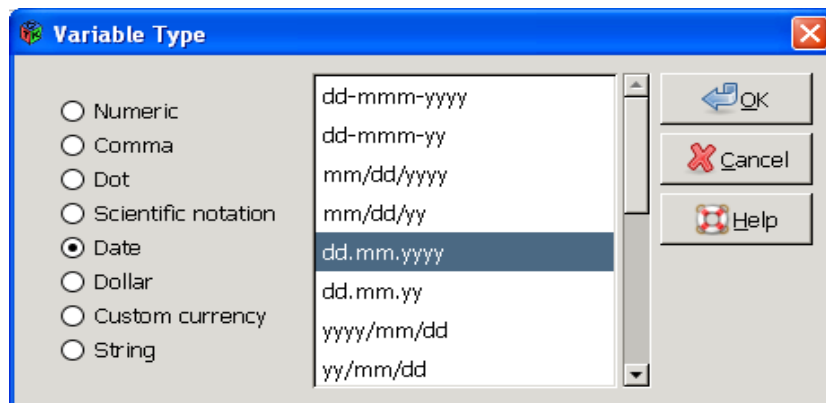 Variable Type
Numeric
Comma
Dot
Scientific notation
Date
Dollar
Custom currency
String
dd-mmm-yyyy
dd-mmm-yy
mm/dd/yyyy
mm/dd/yy
dd.mm.yyyy
dd.mm.yy
yyyy/mm/dd
yy/mm/dd
OK
Cancel
Help